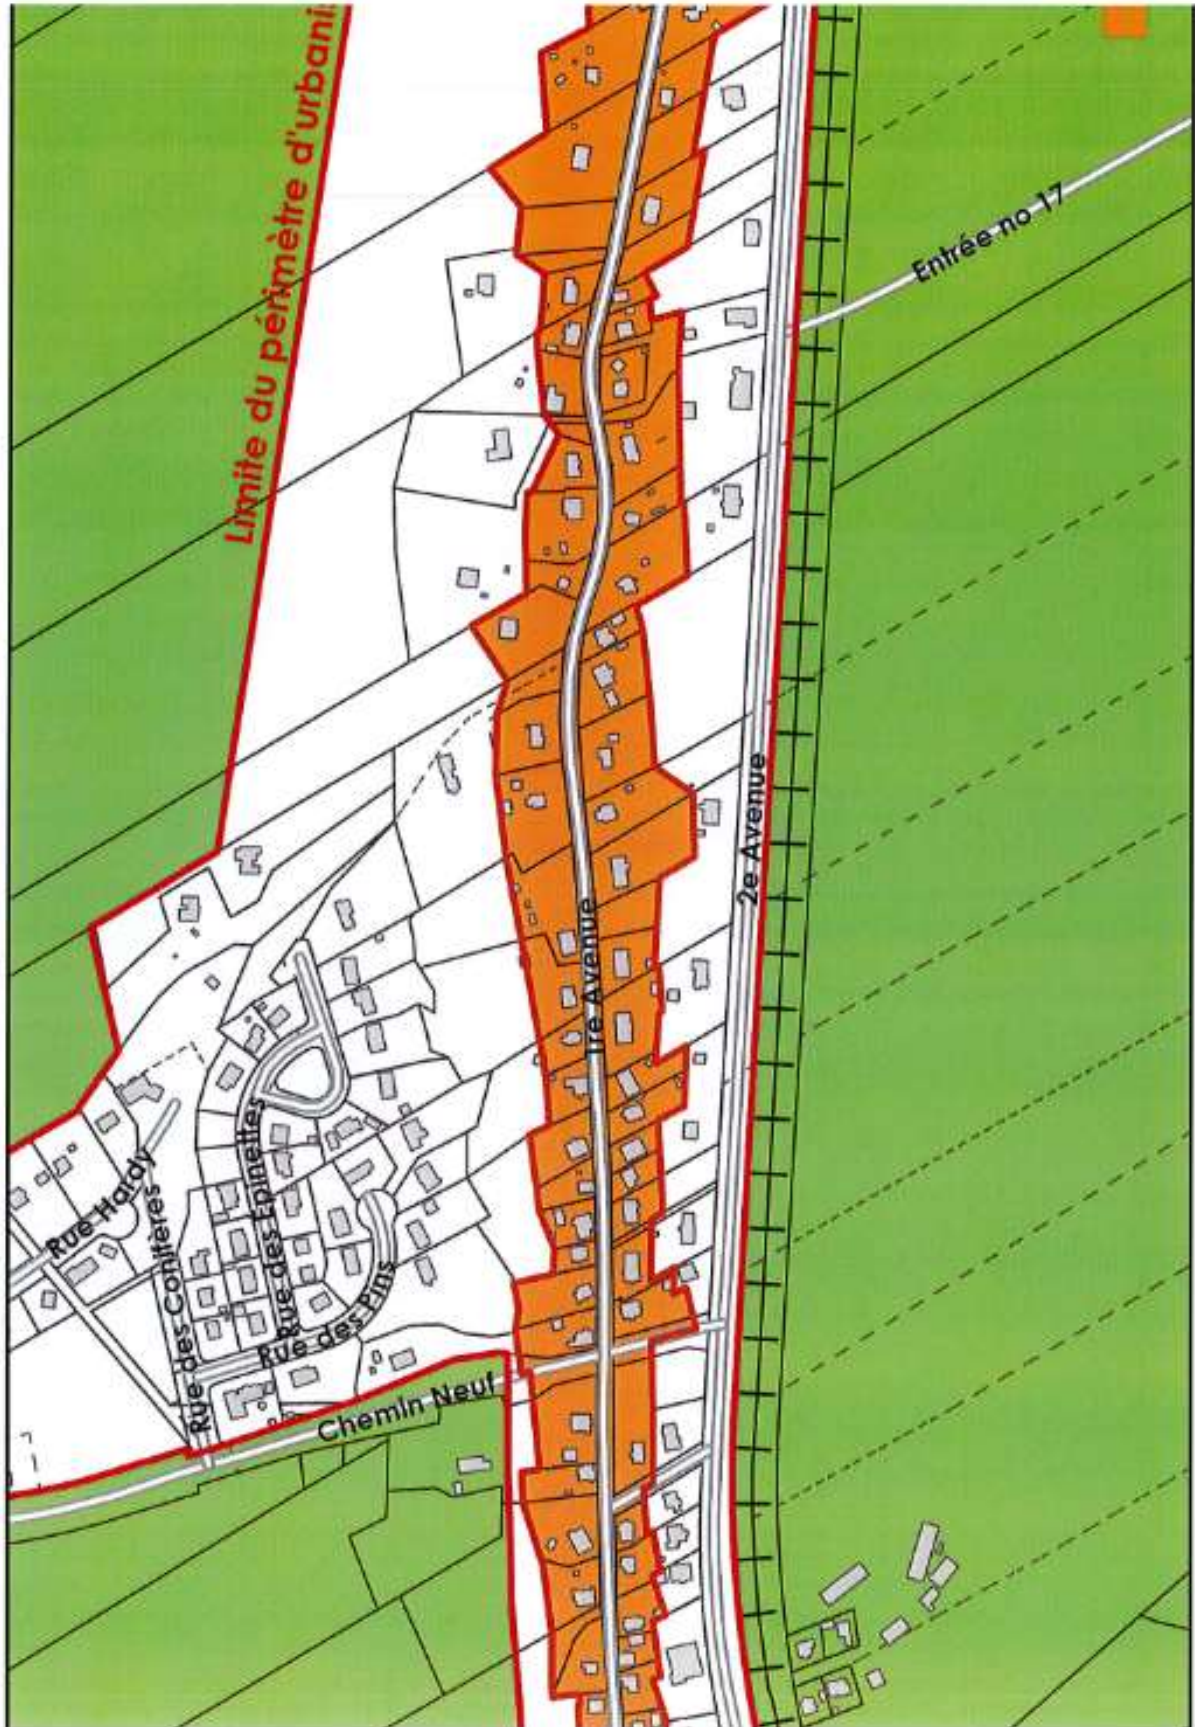 Limite du périmètre d'urbanis
Entrée no 17
2e Avenue
1re Avenue
Rue Hardy
Rue des Conifères
Rue des Epinettes
Rue des Pins
Chemin Neuf